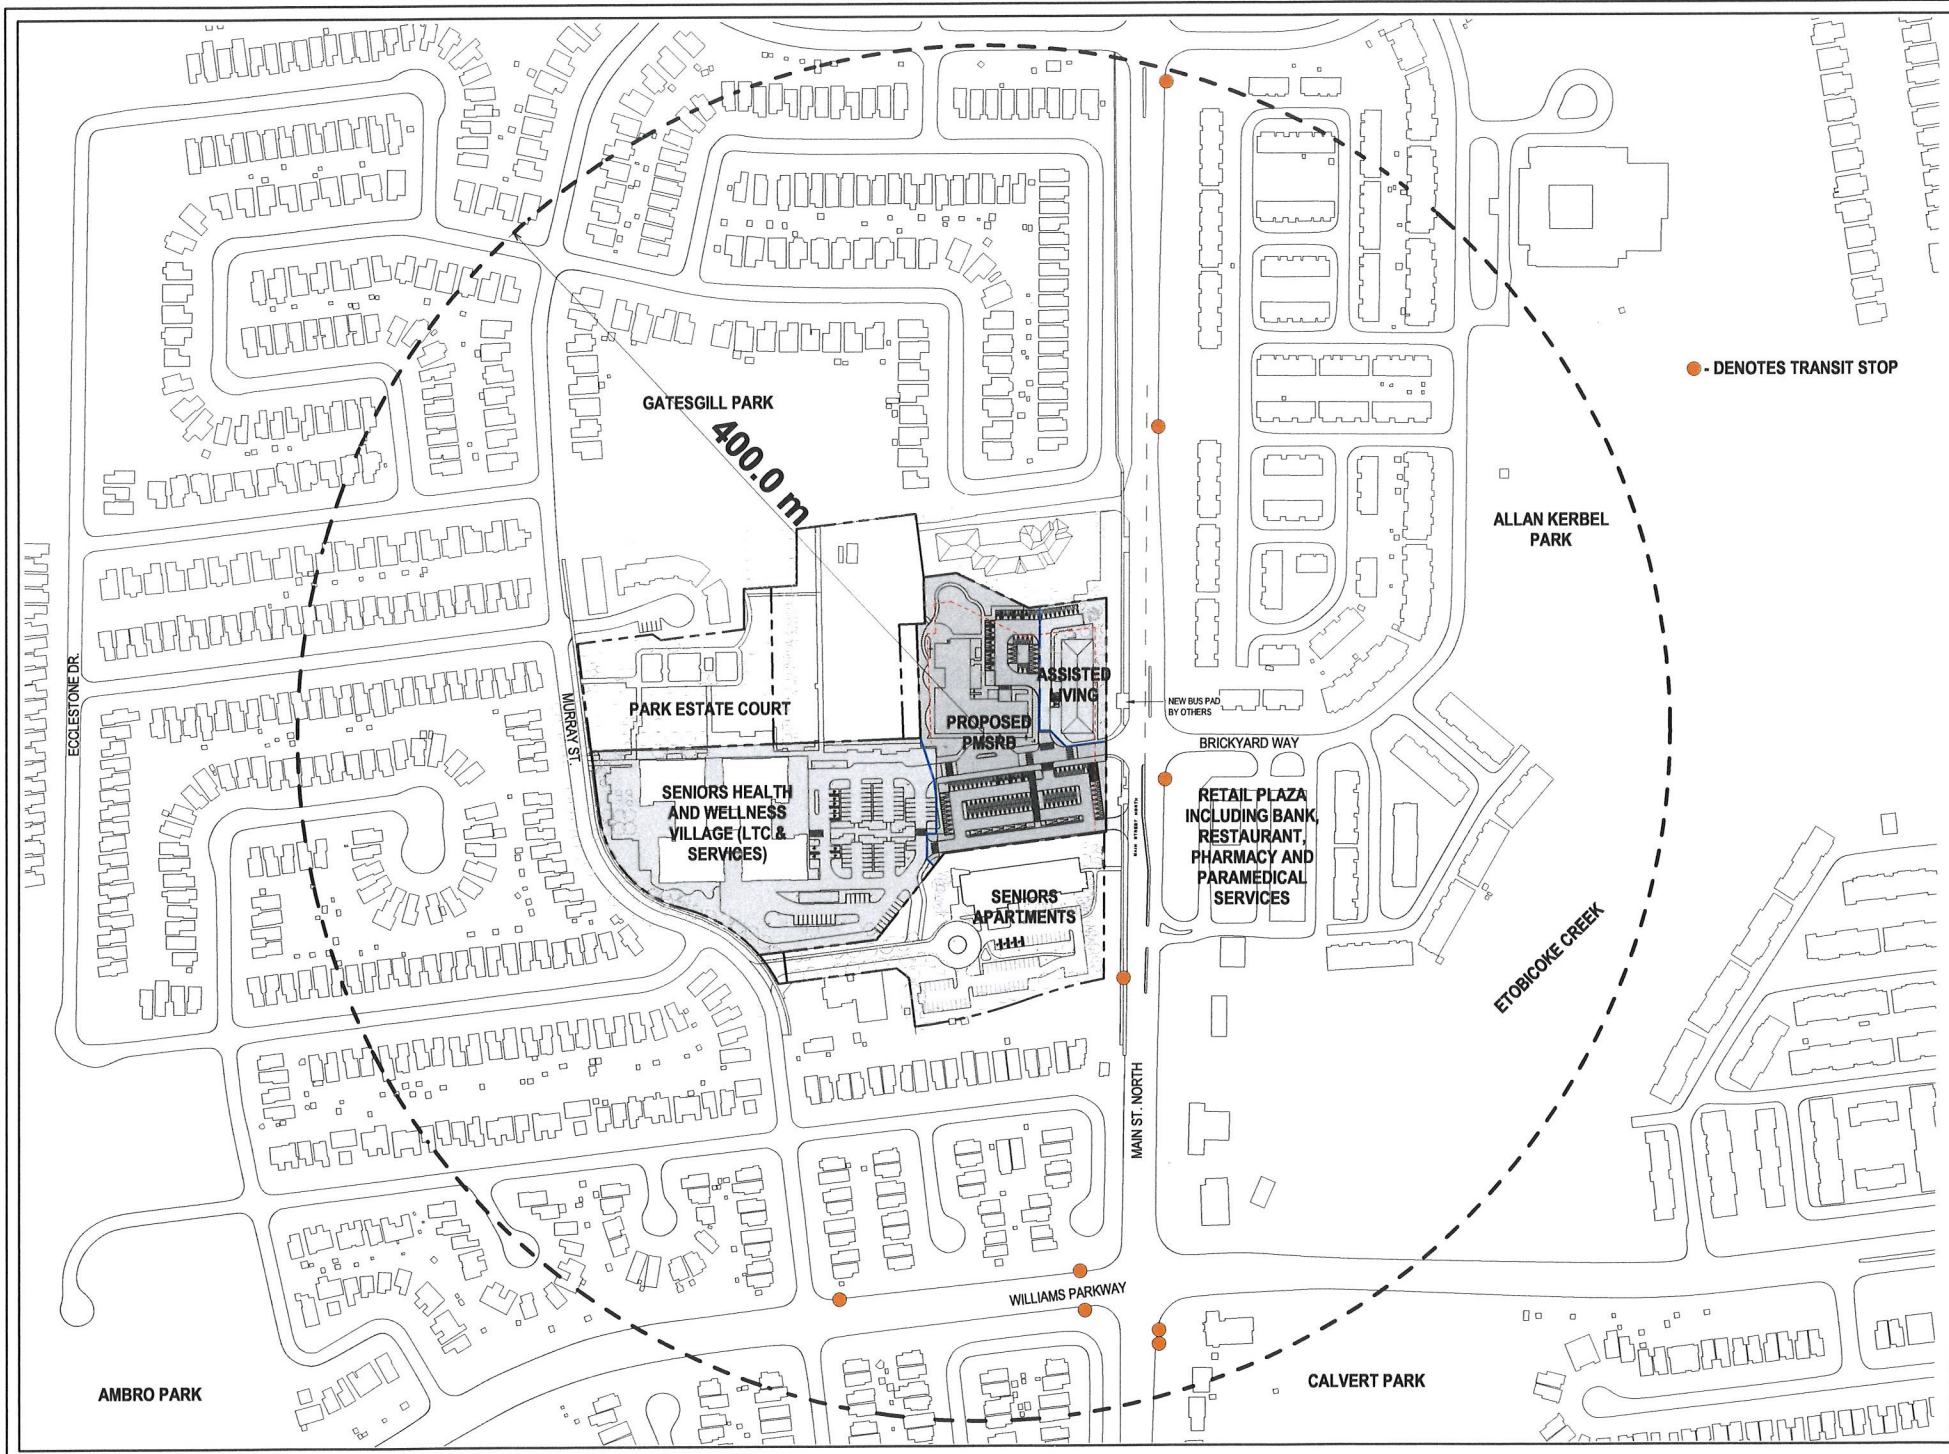 - DENOTES TRANSIT STOP
GATESGILL PARK
400.0 m
ALLAN KERBEL
PARK
ECCLESTONE DR.
MURRAY ST.
PARK ESTATE COURT
ASSISTED
LIVING
PROPOSED
PMSRB
NEW BUS PAD
BY OTHERS
BRICKYARD WAY
SENIORS HEALTH
AND WELLNESS
VILLAGE (LTC &
SERVICES)
MAIN STREET NORTH
RETAIL PLAZA
INCLUDING BANK,
RESTAURANT,
PHARMACY AND
PARAMEDICAL
SERVICES
SENIORS
APARTMENTS
ETOBICOKE CREEK
MAIN ST. NORTH
WILLIAMS PARKWAY
AMBRO PARK
CALVERT PARK